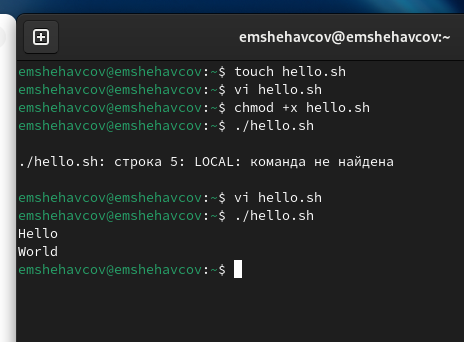 emshehavcov@emshehavcov:~
emshehavcov@emshehavcov:~$ touch hello.sh
emshehavcov@emshehavcov:~$ vi hello.sh
emshehavcov@emshehavcov:~$ chmod +x hello.sh
emshehavcov@emshehavcov:~$ ./hello.sh
./hello.sh: строка 5: LOCAL: команда не найдена
emshehavcov@emshehavcov:~$ vi hello.sh
emshehavcov@emshehavcov:~$ ./hello.sh
Hello
World
emshehavcov@emshehavcov:~$